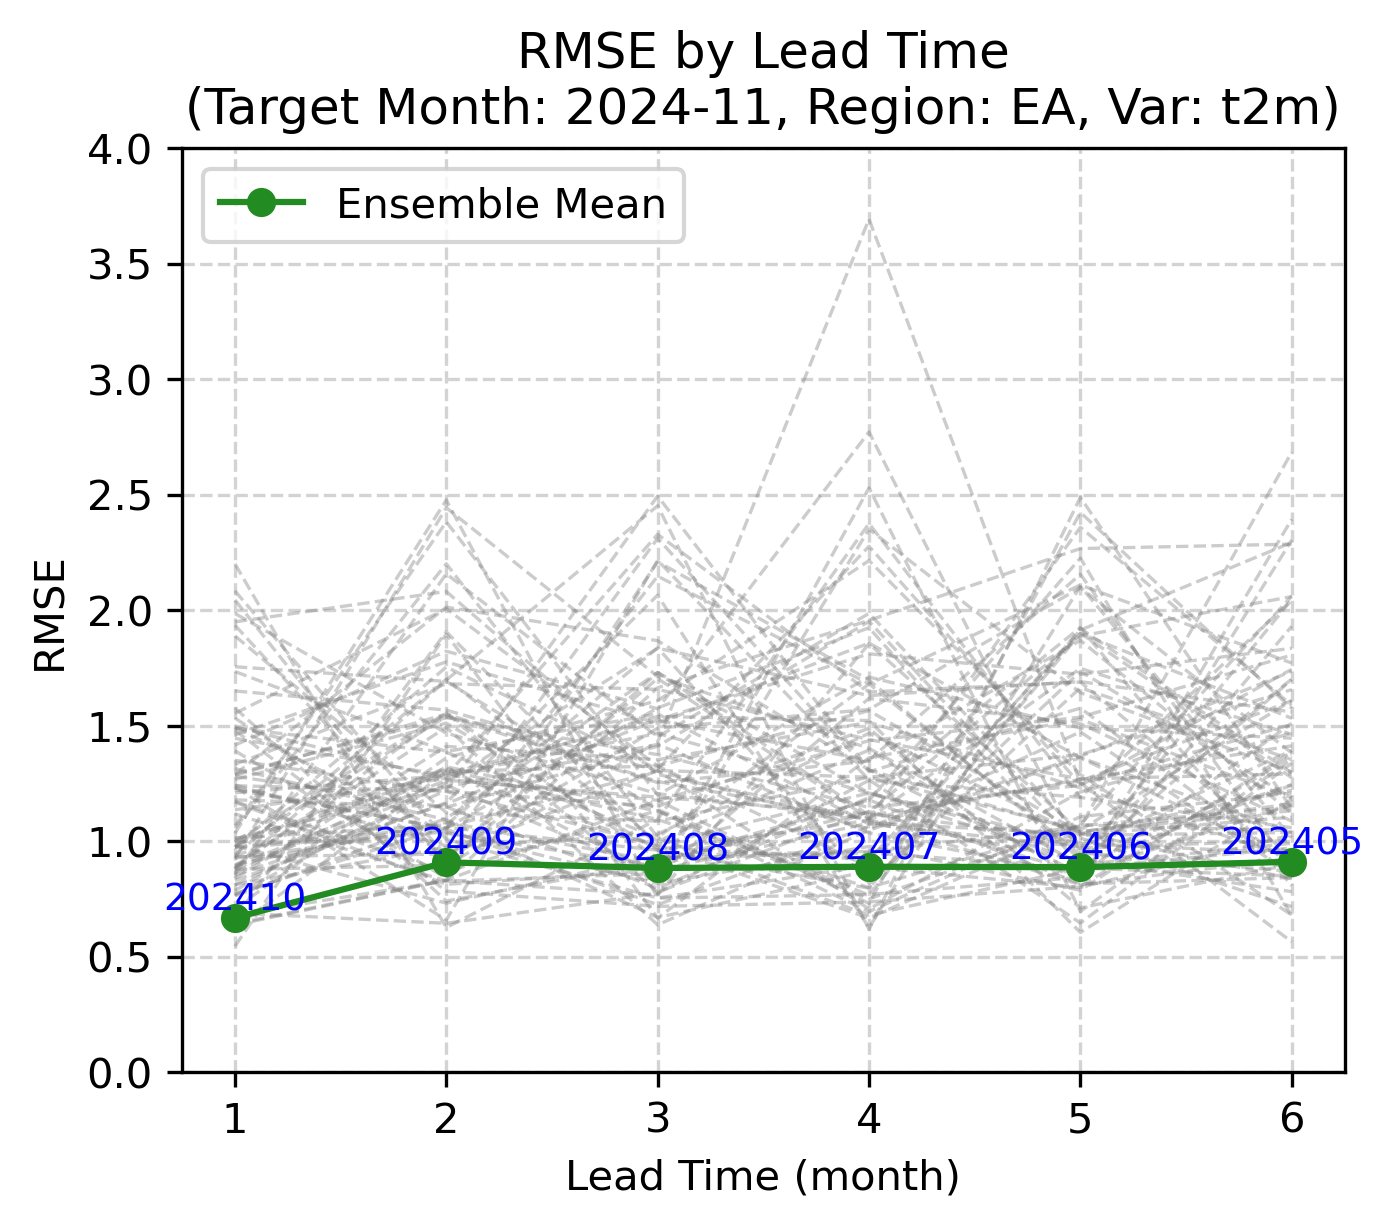 RMSE by Lead Time
(Target Month: 2024-11, Region: EA, Var: t2m)
4.0
Ensemble Mean
3.5
3.0
2.5
2.0
1.5
1.0
0.5
0.0
RMSE
202410
202409
202408
202407
202406
202405
1 2 3 4 5 6
Lead Time (month)